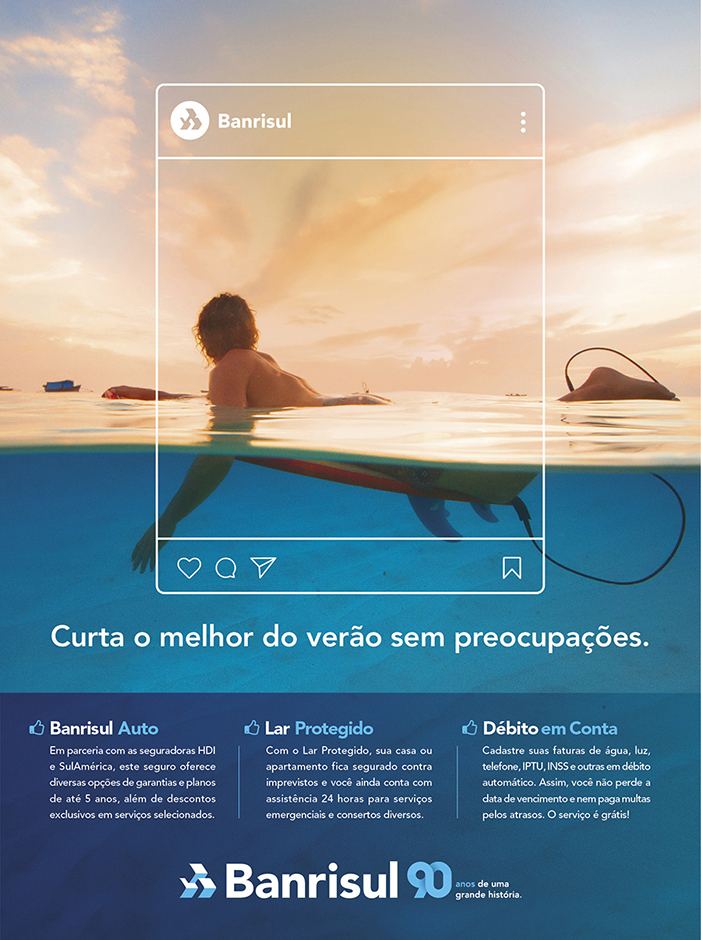 Banrisul
Curta o melhor do verão sem preocupações.
Banrisul Auto
Em parceria com as seguradoras HDI
e SulAmérica, este seguro oferece
diversas opções de garantias e planos
de até 5 anos, além de descontos
exclusivos em serviços selecionados.
Lar Protegido
Com o Lar Protegido, sua casa ou
apartamento fica segurado contra
imprevistos e você ainda conta com
assistência 24 horas para serviços
emergenciais e consertos diversos.
Débito em Conta
Cadastre suas faturas de água, luz,
telefone, IPTU, INSS e outras em débito
automático. Assim, você não perde a
data de vencimento e nem paga multas
pelos atrasos. O serviço é grátis!
Banrisul 90 anos de uma
grande história.